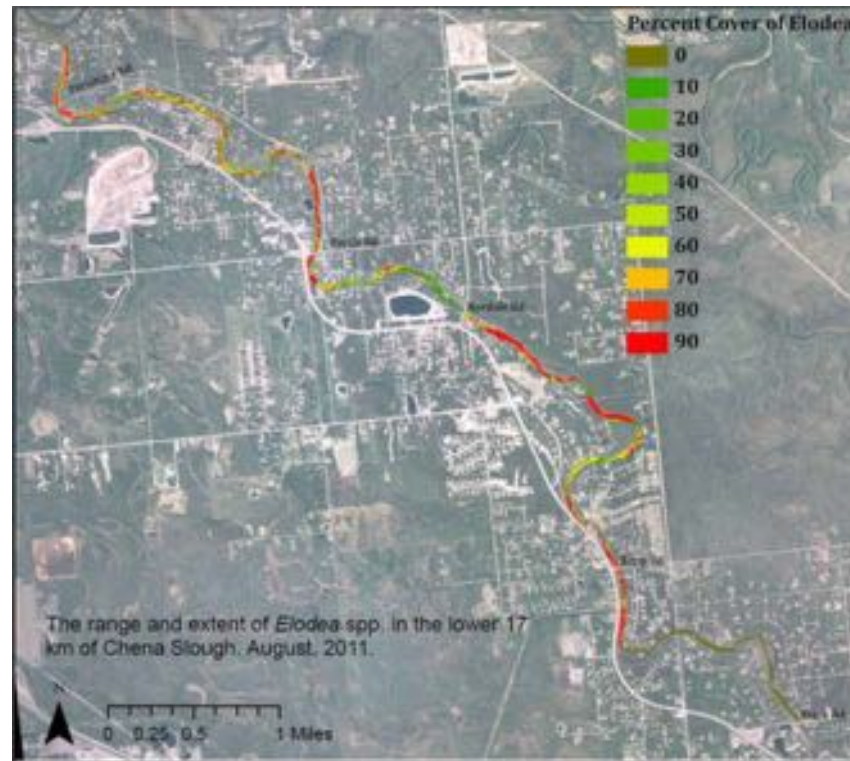 Percent Cover of Elodea
0
10
20
30
40
50
60
70
80
90
The range and extent of Elodea spp. in the lower 17
km of Chena Slough. August, 2011.
N
0 0.25 0.5 1 Miles